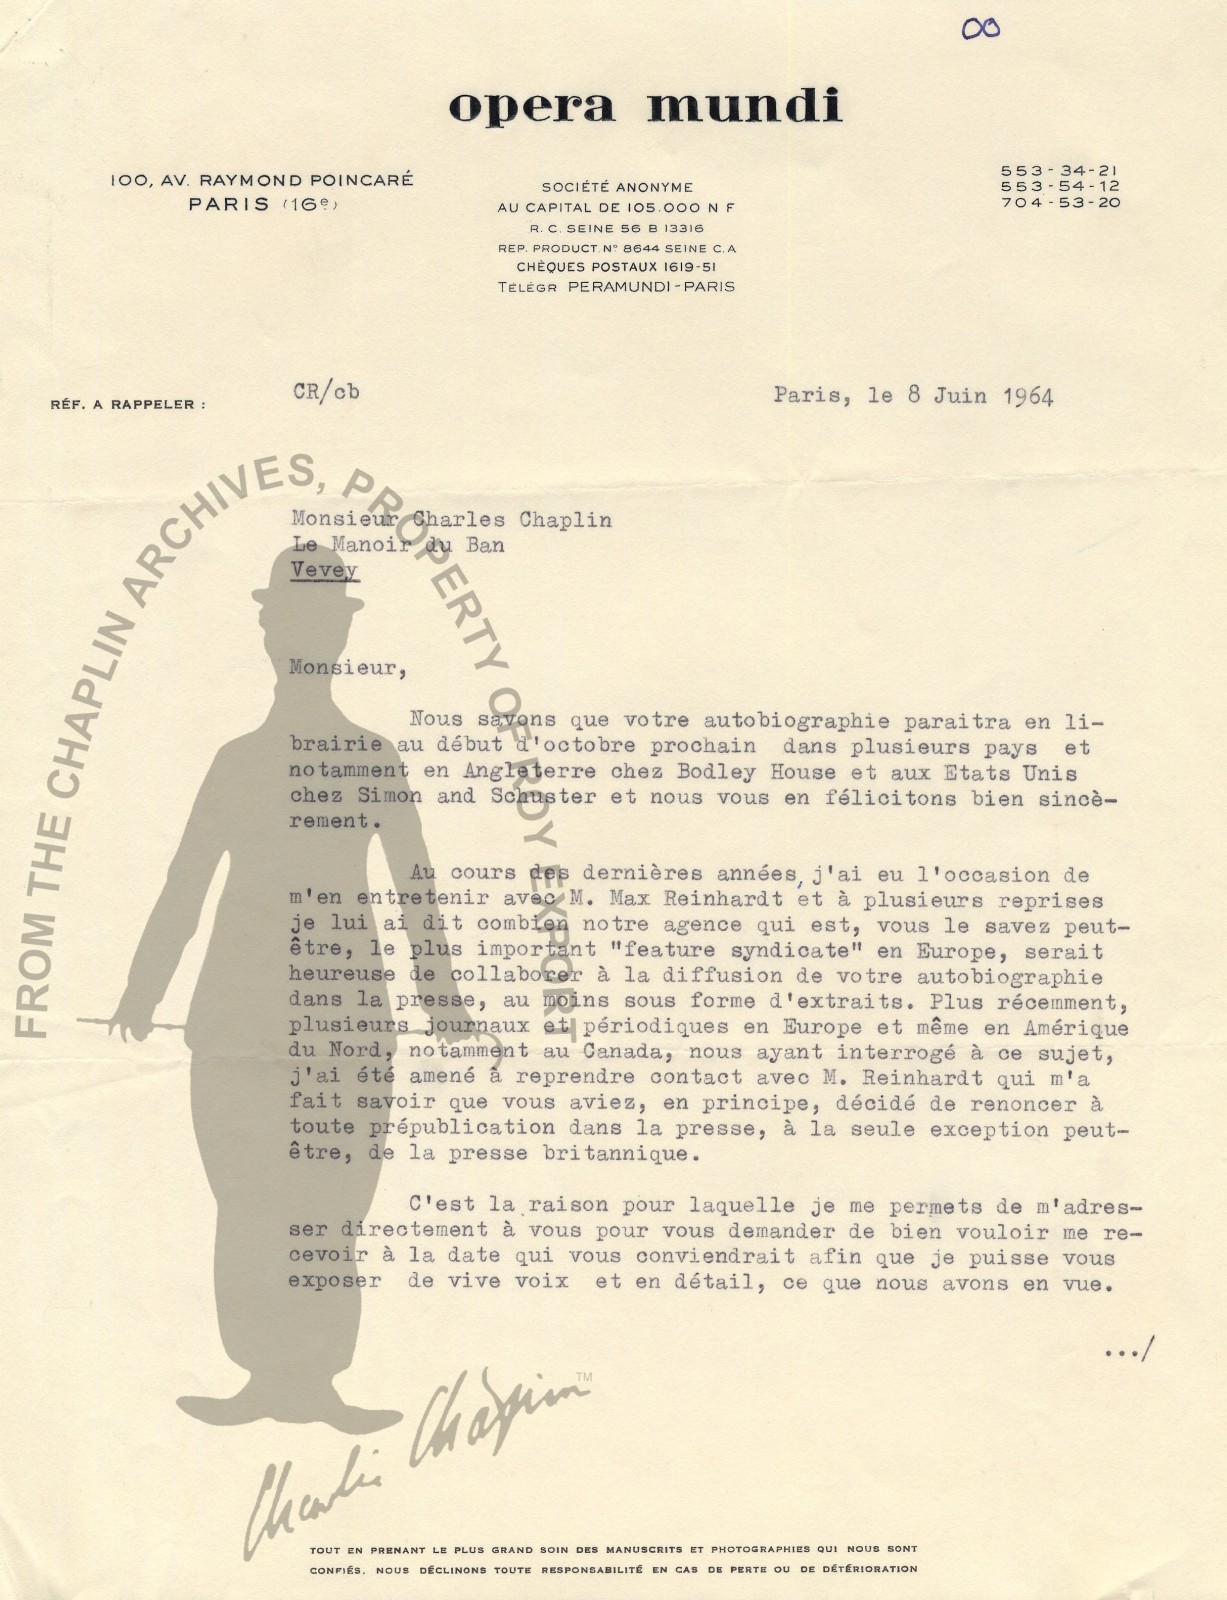 00
opera mundi
100, AV. RAYMOND POINCARÉ
PARIS (16e)
SOCIÉTÉ ANONYME
AU CAPITAL DE 105.000 N F
R. C. SEINE 56 B 13316
REP. PRODUCT. N° 8644 SEINE C.A
CHÈQUES POSTAUX 1619-51
TÉLÉGR PERAMUNDI-PARIS
553-34-21
553-54-12
704-53-20
RÉF. A RAPPELER :
CR/cb
Paris, le 8 Juin 1964
Monsieur Charles Chaplin
Le Manoir du Ban
Vevey
Monsieur,
Nous savons que votre autobiographie paraitra en li-
brairie au début d'octobre prochain dans plusieurs pays et
notamment en Angleterre chez Bodley House et aux Etats Unis
chez Simon and Schuster et nous vous en félicitons bien sincè-
rement.
Au cours des dernières années, j'ai eu l'occasion de
m'en entretenir avec M. Max Reinhardt et à plusieurs reprises
je lui ai dit combien notre agence qui est, vous le savez peut-
être, le plus important "feature syndicate" en Europe, serait
heureuse de collaborer à la diffusion de votre autobiographie
dans la presse, au moins sous forme d'extraits. Plus récemment,
plusieurs journaux et périodiques en Europe et même en Amérique
du Nord, notamment au Canada, nous ayant interrogé à ce sujet,
j'ai été amené à reprendre contact avec M. Reinhardt qui m'a
fait savoir que vous aviez, en principe, décidé de renoncer à
toute prépublication dans la presse, à la seule exception peut-
être, de la presse britannique.
C'est la raison pour laquelle je me permets de m'adres-
ser directement à vous pour vous demander de bien vouloir me re-
cevoir à la date qui vous conviendrait afin que je puisse vous
exposer de vive voix et en détail, ce que nous avons en vue.
.../
FROM THE CHAPLIN ARCHIVES, PROPERTY OF ROY EXPORT
Charlie Chaplin TM
TOUT EN PRENANT LE PLUS GRAND SOIN DES MANUSCRITS ET PHOTOGRAPHIES QUI NOUS SONT
CONFIÉS, NOUS DÉCLINONS TOUTE RESPONSABILITÉ EN CAS DE PERTE OU DE DÉTÉRIORATION